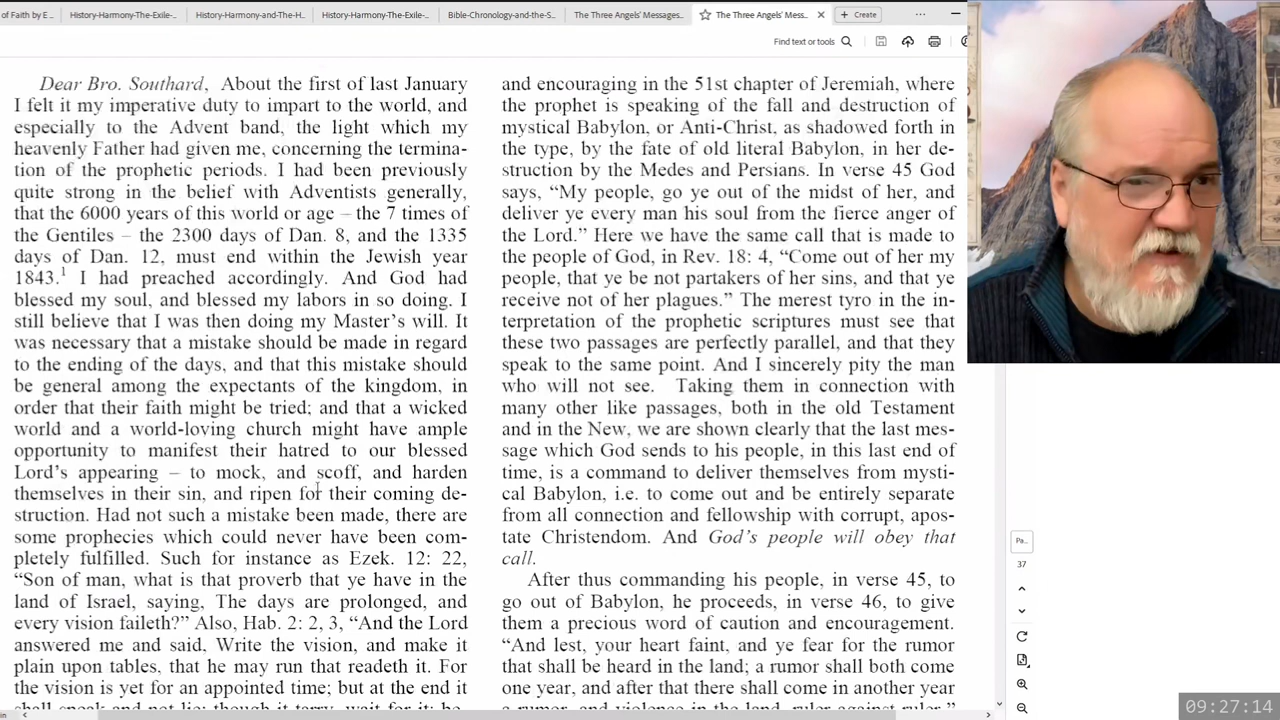 of Faith by E...
History-Harmony-The-Exile-...
History-Harmony-and-The-H...
History-Harmony-The-Exile-...
Bible-Chronology-and-the-S...
The Three Angels' Messages...
The Three Angels' Mess...
Create
Find text or tools
Dear Bro. Southard, About the first of last January
I felt it my imperative duty to impart to the world, and
especially to the Advent band, the light which my
heavenly Father had given me, concerning the termina-
tion of the prophetic periods. I had been previously
quite strong in the belief with Adventists generally,
that the 6000 years of this world or age – the 7 times of
the Gentiles – the 2300 days of Dan. 8, and the 1335
days of Dan. 12, must end within the Jewish year
1843.¹ I had preached accordingly. And God had
blessed my soul, and blessed my labors in so doing. I
still believe that I was then doing my Master's will. It
was necessary that a mistake should be made in regard
to the ending of the days, and that this mistake should
be general among the expectants of the kingdom, in
order that their faith might be tried; and that a wicked
world and a world-loving church might have ample
opportunity to manifest their hatred to our blessed
Lord's appearing – to mock, and scoff, and harden
themselves in their sin, and ripen for their coming de-
struction. Had not such a mistake been made, there are
some prophecies which could never have been com-
pletely fulfilled. Such for instance as Ezek. 12: 22,
“Son of man, what is that proverb that ye have in the
land of Israel, saying, The days are prolonged, and
every vision faileth?” Also, Hab. 2: 2, 3, “And the Lord
answered me and said, Write the vision, and make it
plain upon tables, that he may run that readeth it. For
the vision is yet for an appointed time; but at the end it
shall speak and not lie: though it tarry, wait for it; be-
and encouraging in the 51st chapter of Jeremiah, where
the prophet is speaking of the fall and destruction of
mystical Babylon, or Anti-Christ, as shadowed forth in
the type, by the fate of old literal Babylon, in her de-
struction by the Medes and Persians. In verse 45 God
says, “My people, go ye out of the midst of her, and
deliver ye every man his soul from the fierce anger of
the Lord.” Here we have the same call that is made to
the people of God, in Rev. 18: 4, “Come out of her my
people, that ye be not partakers of her sins, and that ye
receive not of her plagues.” The merest tyro in the in-
terpretation of the prophetic scriptures must see that
these two passages are perfectly parallel, and that they
speak to the same point. And I sincerely pity the man
who will not see. Taking them in connection with
many other like passages, both in the old Testament
and in the New, we are shown clearly that the last mes-
sage which God sends to his people, in this last end of
time, is a command to deliver themselves from mysti-
cal Babylon, i.e. to come out and be entirely separate
from all connection and fellowship with corrupt, apos-
tate Christendom. And God's people will obey that
call.
After thus commanding his people, in verse 45, to
go out of Babylon, he proceeds, in verse 46, to give
them a precious word of caution and encouragement.
“And lest, your heart faint, and ye fear for the rumor
that shall be heard in the land; a rumor shall both come
one year, and after that there shall come in another year
a rumor, and violence in the land, ruler against ruler.”
Pa...
37
09:27:14